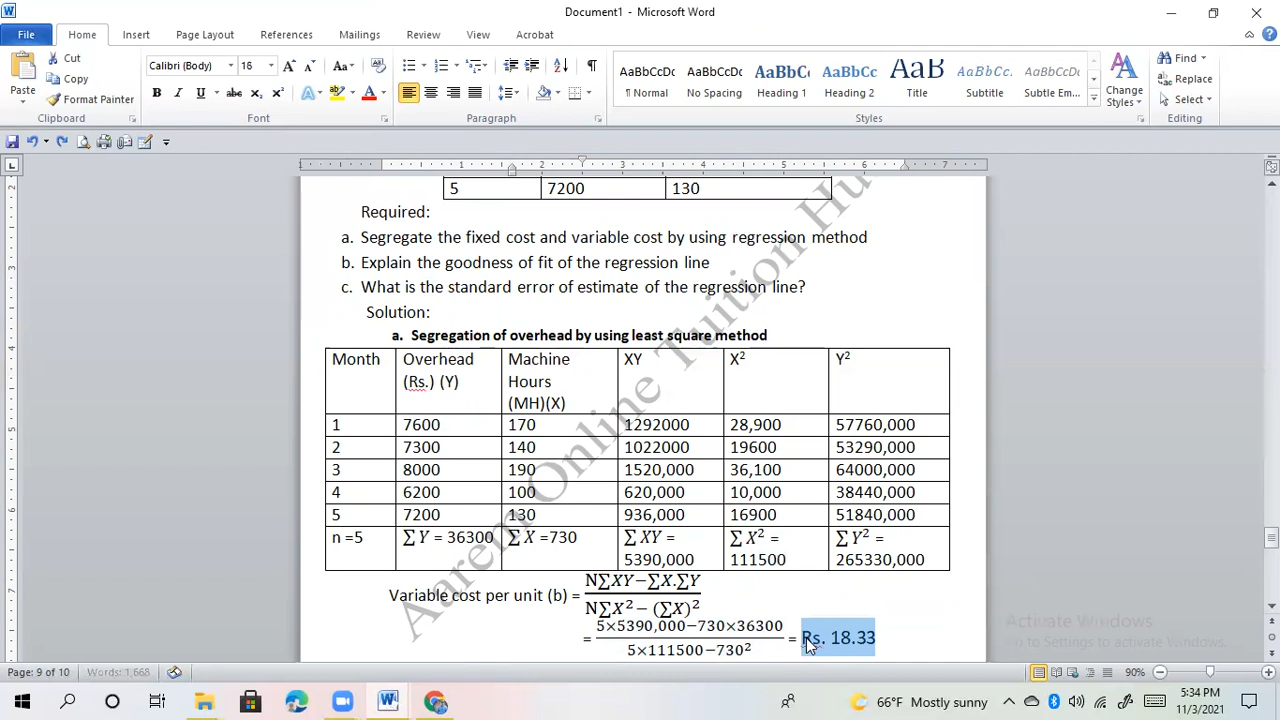 Document1 - Microsoft Word
File Home Insert Page Layout References Mailings Review View Acrobat
Paste
Cut
Copy
Format Painter
Clipboard
Calibri (Body) 16
Font
Paragraph
AaBbCcDc AaBbCcDc AaBbCc AaBbCc AaB AaBbCcL AaBbCcDc
¶ Normal No Spacing Heading 1 Heading 2 Title Subtitle Subtle Em...
Change
Styles
Styles
Find
Replace
Select
Editing
5 7200 130
Required:
a. Segregate the fixed cost and variable cost by using regression method
b. Explain the goodness of fit of the regression line
c. What is the standard error of estimate of the regression line?
Solution:
a. Segregation of overhead by using least square method
Month Overhead (Rs.) (Y) Machine Hours (MH)(X) XY X² Y²
1 7600 170 1292000 28,900 57760,000
2 7300 140 1022000 19600 53290,000
3 8000 190 1520,000 36,100 64000,000
4 6200 100 620,000 10,000 38440,000
5 7200 130 936,000 16900 51840,000
n =5 ∑ Y = 36300 ∑ X =730 ∑ XY = 5390,000 ∑ X² = 111500 ∑ Y² = 265330,000
Variable cost per unit (b) = N∑XY−∑X.∑Y / N∑X² − (∑X)²
= 5×5390,000−730×36300 / 5×111500−730² = Rs. 18.33
Aarem Online Tuition Hu
Activate Windows
n to Settings to activate Windows.
Page: 9 of 10 Words: 1,668 90%
66°F Mostly sunny
5:34 PM
11/3/2021